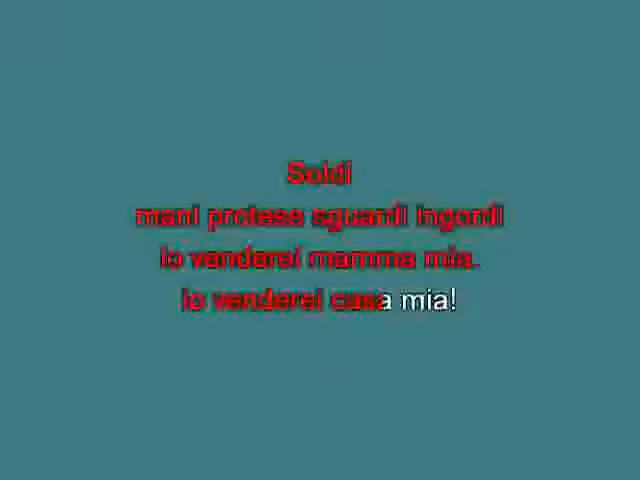 Soldi
mani protese sguardi ingordi
Io venderei mamma mia.
Io venderei casa mia!